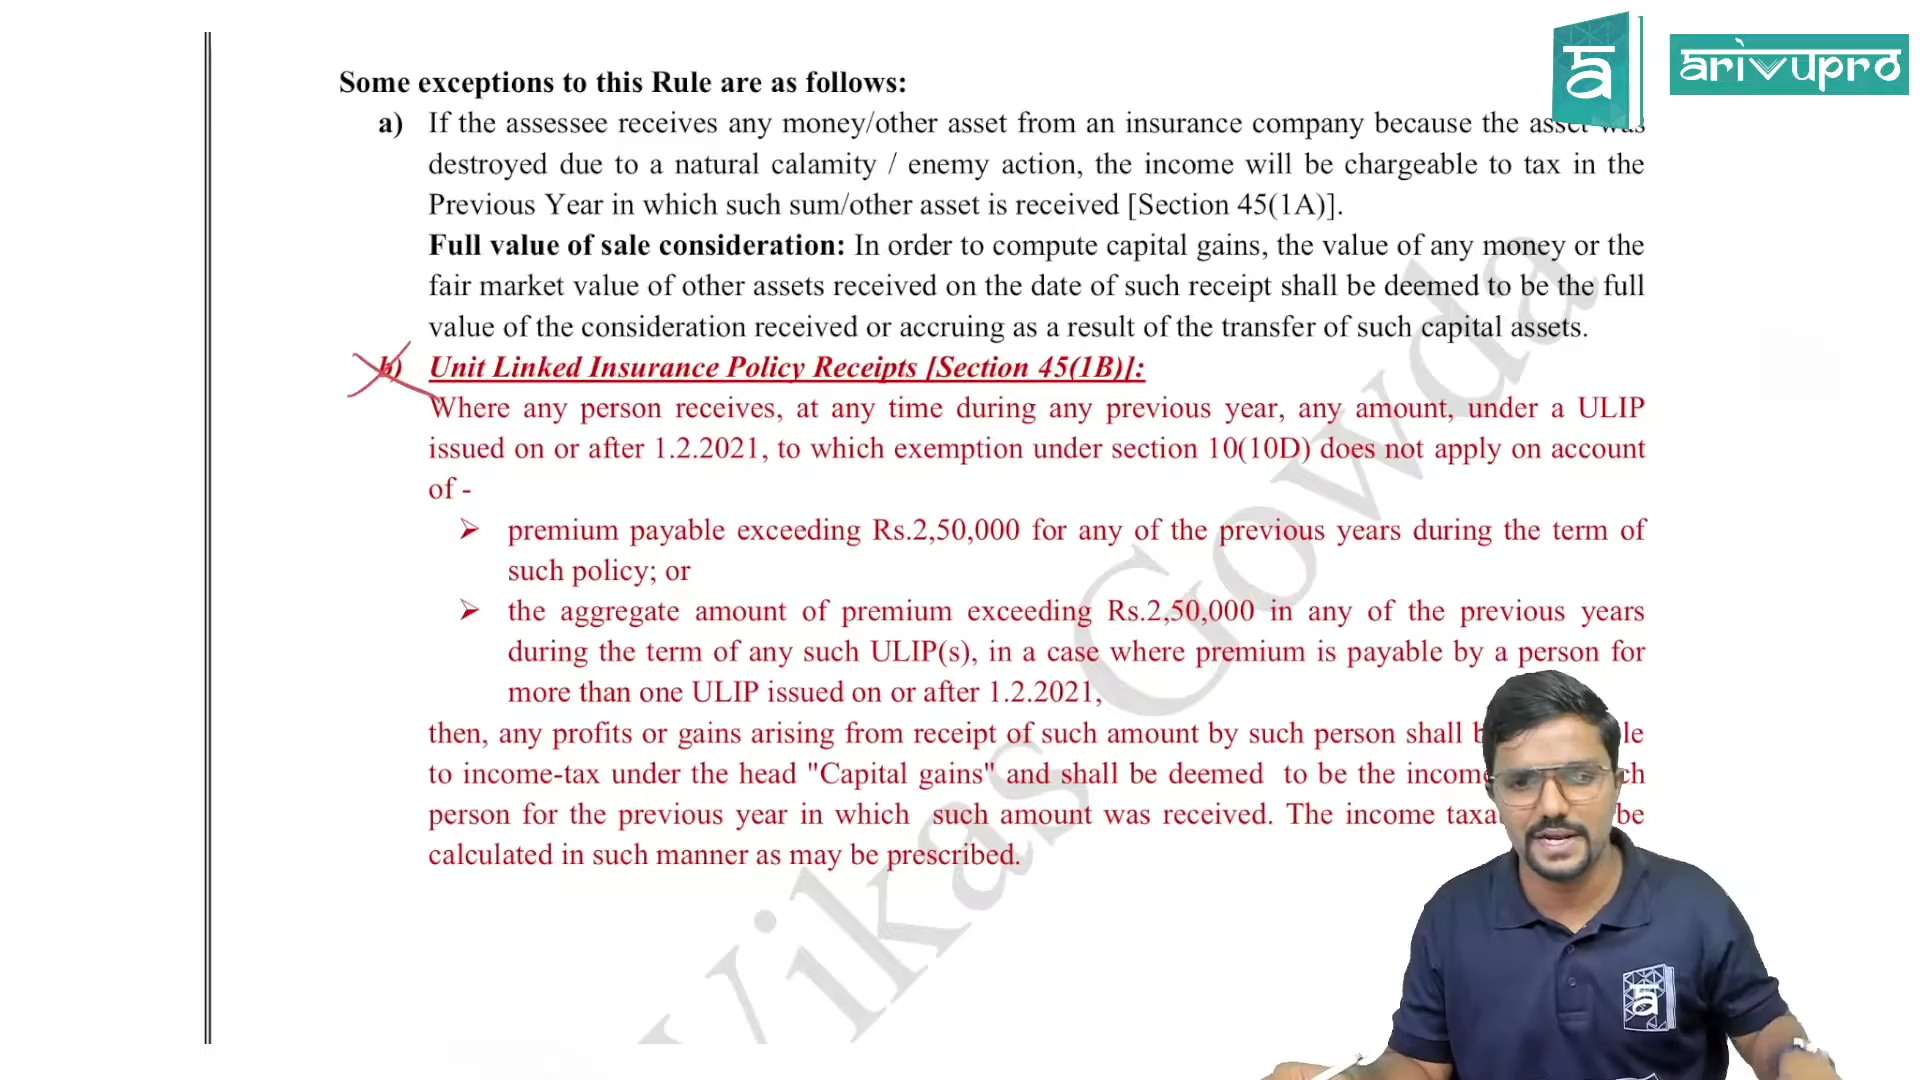 arivupro
Some exceptions to this Rule are as follows:
a) If the assessee receives any money/other asset from an insurance company because the asset was
destroyed due to a natural calamity / enemy action, the income will be chargeable to tax in the
Previous Year in which such sum/other asset is received [Section 45(1A)].
Full value of sale consideration: In order to compute capital gains, the value of any money or the
fair market value of other assets received on the date of such receipt shall be deemed to be the full
value of the consideration received or accruing as a result of the transfer of such capital assets.
b) Unit Linked Insurance Policy Receipts [Section 45(1B)]:
Where any person receives, at any time during any previous year, any amount, under a ULIP
issued on or after 1.2.2021, to which exemption under section 10(10D) does not apply on account
of -
➢ premium payable exceeding Rs.2,50,000 for any of the previous years during the term of
such policy; or
➢ the aggregate amount of premium exceeding Rs.2,50,000 in any of the previous years
during the term of any such ULIP(s), in a case where premium is payable by a person for
more than one ULIP issued on or after 1.2.2021,
then, any profits or gains arising from receipt of such amount by such person shall
to income-tax under the head "Capital gains" and shall be deemed to be the
person for the previous year in which such amount was received. The income be
calculated in such manner as may be prescribed.
Vikas Gowda